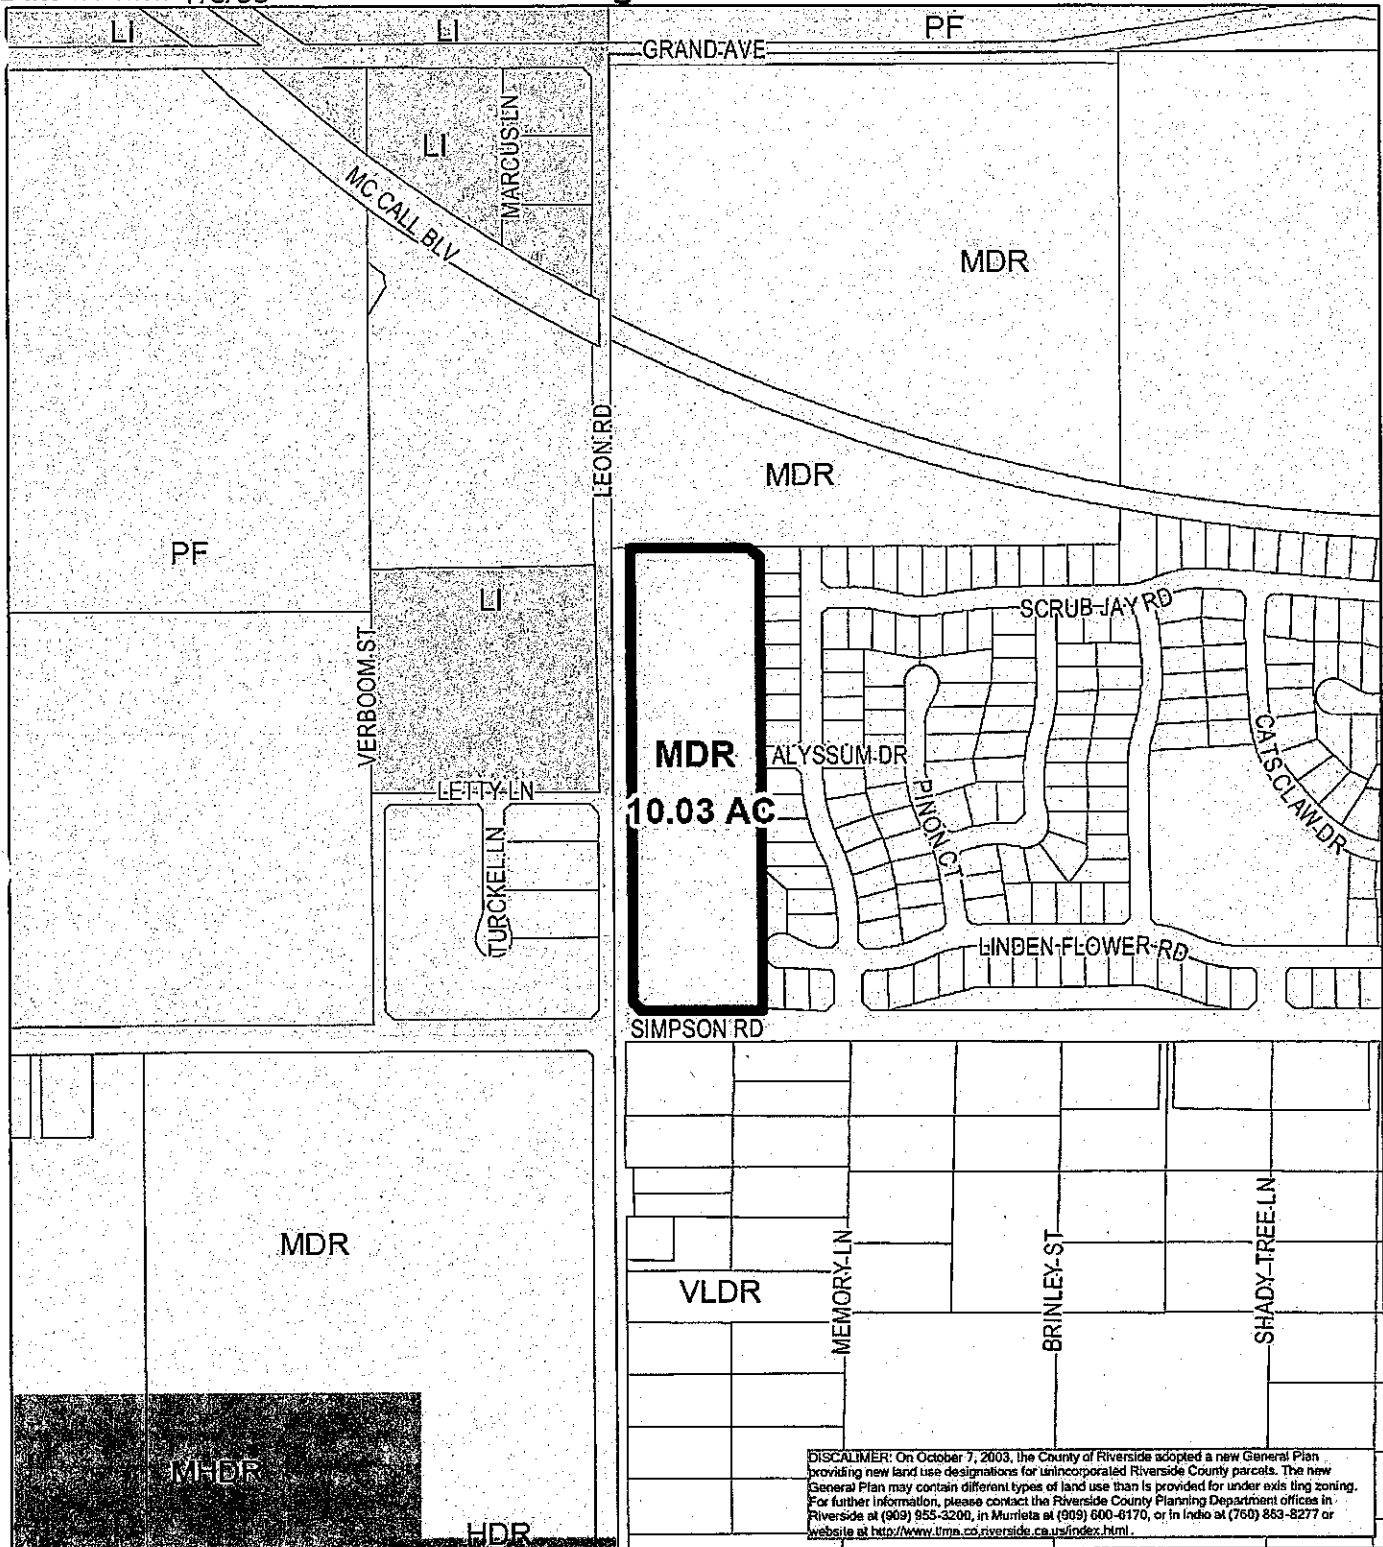 LI
LI
PF
GRAND AVE
LI
MARCUS LN
MC CALL BLV
MDR
LEON RD
MDR
PF
LI
SCRUB JAY RD
VERBOOM ST
MDR
ALYSSUM DR
CATS CLAW DR
LETTY LN
10.03 AC
PINON CT
TURCKEL LN
LINDEN FLOWER RD
SIMPSON RD
MDR
MEMORY LN
BRINLEY ST
SHADY TREE LN
VLDR
MHDR
HDR
DISCALIMER: On October 7, 2003, the County of Riverside adopted a new General Plan
providing new land use designations for unincorporated Riverside County parcels. The new
General Plan may contain different types of land use than is provided for under exis ting zoning.
For further information, please contact the Riverside County Planning Department offices in
Riverside at (909) 955-3200, in Murrieta at (909) 600-6170, or in Indio at (760) 863-8277 or
website at http://www.tlma.co.riverside.ca.us/index.html.